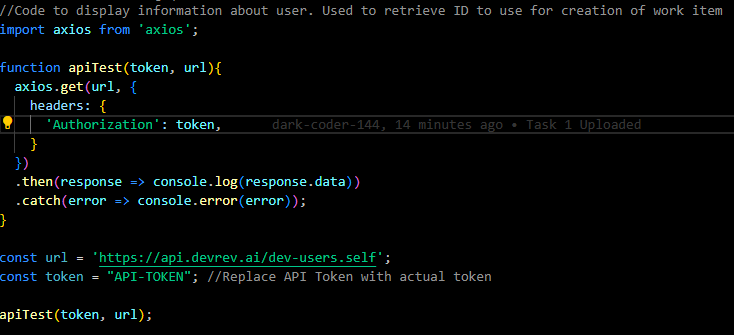 //Code to display information about user. Used to retrieve ID to use for creation of work item
import axios from 'axios';

function apiTest(token, url){
  axios.get(url, {
    headers: {
      'Authorization': token,       dark-coder-144, 14 minutes ago • Task 1 Uploaded
    }
  })
  .then(response => console.log(response.data))
  .catch(error => console.error(error));
}

const url = 'https://api.devrev.ai/dev-users.self';
const token = "API-TOKEN"; //Replace API Token with actual token

apiTest(token, url);